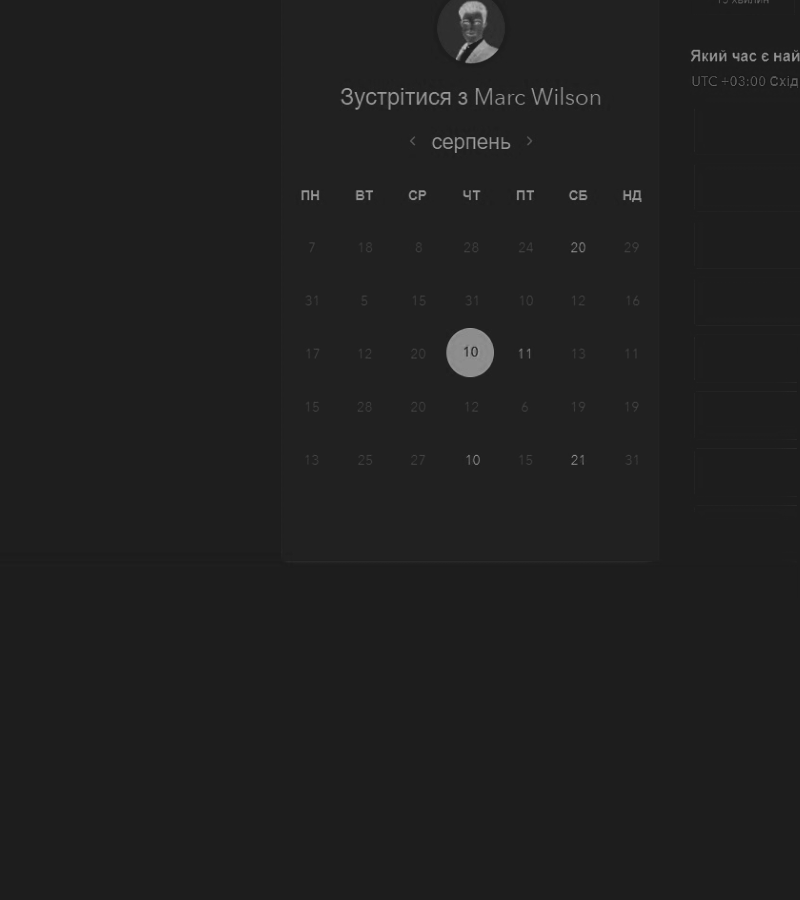 15 хвилин
Який час є най
UTC +03:00 Схід
Зустрітися з Marc Wilson
серпень
ПН ВТ СР ЧТ ПТ СБ НД
7 18 8 28 24 20 29
31 5 15 31 10 12 16
17 12 20 10 11 13 11
15 28 20 12 6 19 19
13 25 27 10 15 21 31